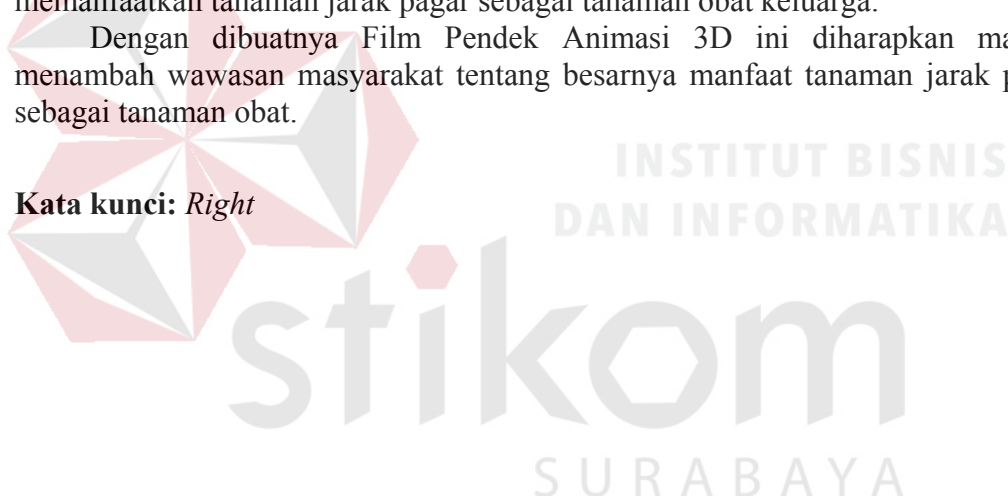 memanfaatkan tanaman jarak pagar sebagai tanaman obat keluarga.
Dengan dibuatnya Film Pendek Animasi 3D ini diharapkan
menambah wawasan masyarakat tentang besarnya manfaat tanaman jarak
sebagai tanaman obat.
INSTITUT BISNIS
Kata kunci: Right
DAN INFORMATIKA
stikom
SURABAYA